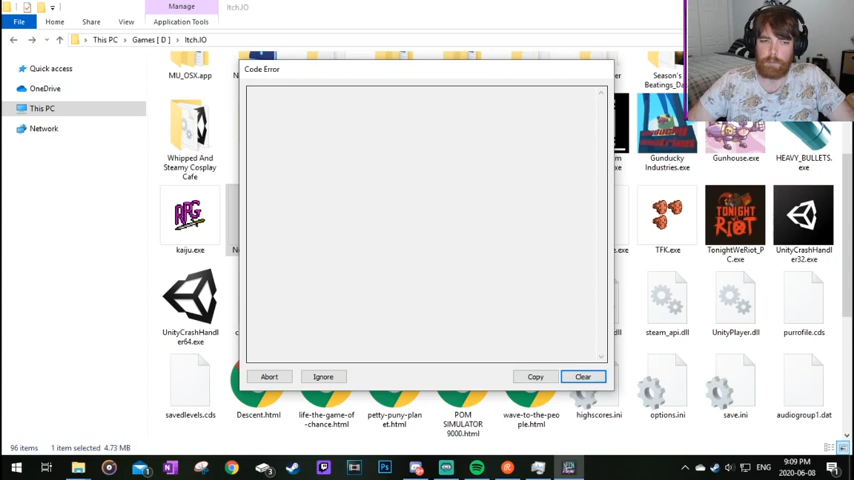 Manage
Itch.IO
File
Home
Share
View
Application Tools
This PC
Games [ D ]
Itch.IO
Quick access
OneDrive
This PC
Network
MU_OSX.app
Season's
Beatings_Da
Code Error
Whipped And
Steamy Cosplay
Cafe
Gunducky
Industries.exe
Gunhouse.exe
HEAVY_BULLETS.
exe
RPG
TONIGHT
WE
RIOT
kaiju.exe
TFK.exe
TonightWeRiot_P
C.exe
UnityCrashHandl
er32.exe
UnityCrashHandl
er64.exe
steam_api.dll
UnityPlayer.dll
purrofile.cds
Abort
Ignore
Copy
Clear
savedlevels.cds
Descent.html
life-the-game-of
-chance.html
petty-puny-plan
et.html
POM
SIMULATOR
9000.html
wave-to-the-peo
ple.html
highscores.ini
options.ini
save.ini
audiogroup1.dat
96 items
1 item selected 4.73 MB
ENG
9:09 PM
2020-06-08